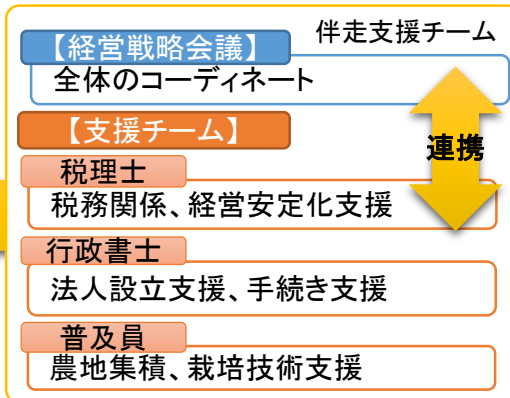 伴走支援チーム
【経営戦略会議】
全体のコーディネート
【支援チーム】
連携
税理士
税務関係、経営安定化支援
行政書士
法人設立支援、手続き支援
普及員
農地集積、栽培技術支援